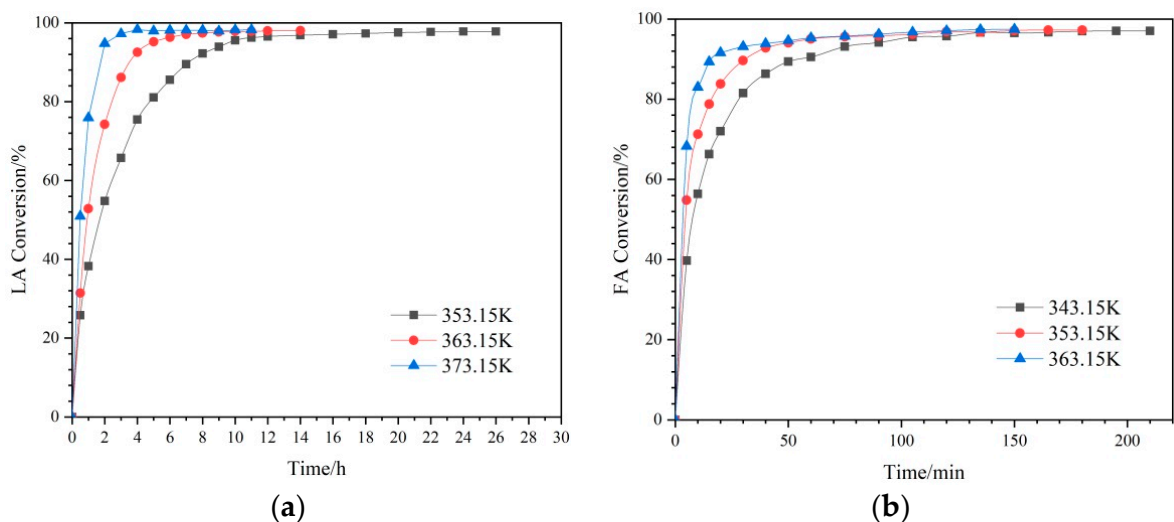 LA Conversion/%
100
80
60
40
20
0
0 2 4 6 8 10 12 14 16 18 20 22 24 26 28 30
Time/h
353.15K
363.15K
373.15K
(a)
FA Conversion/%
100
80
60
40
20
0
0 50 100 150 200
Time/min
343.15K
353.15K
363.15K
(b)